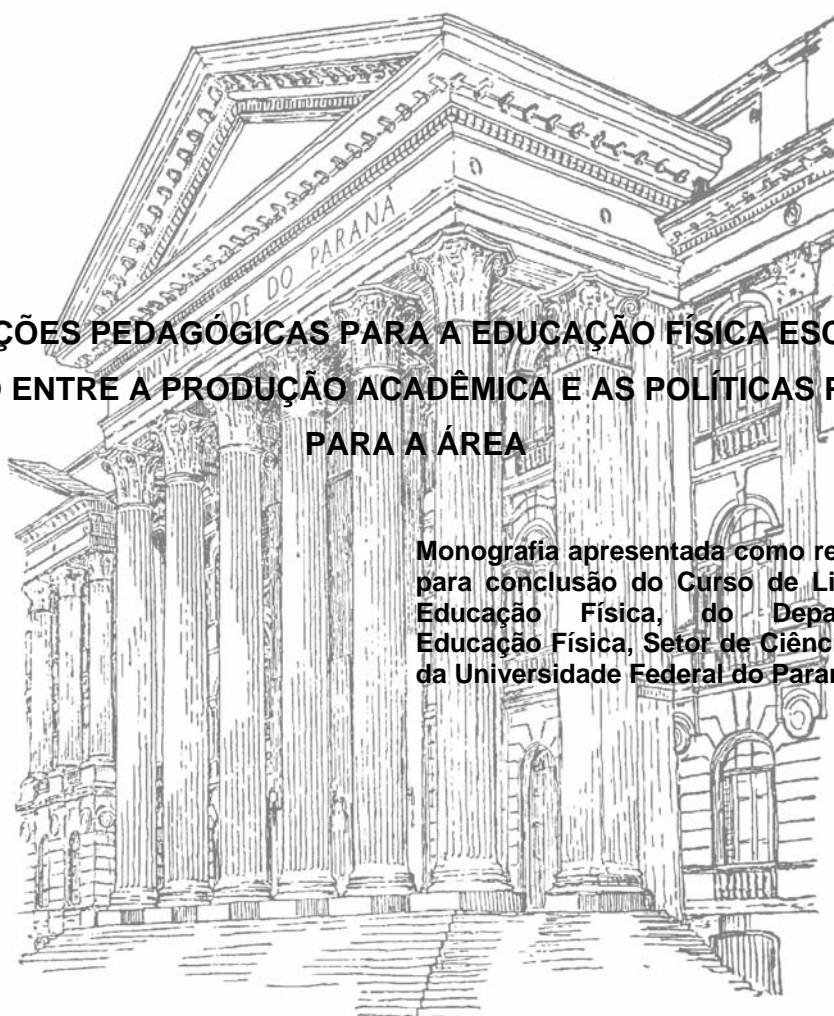 UNIVERSIDADE DO PARANÁ
ÇÕES PEDAGÓGICAS PARA A EDUCAÇÃO FÍSICA ESC
ENTRE A PRODUÇÃO ACADÊMICA E AS POLÍTICAS
PARA A ÁREA
Monografia apresentada como re
para conclusão do Curso de Li
Educação Física, do Depa
Educação Física, Setor de Ciênc
da Universidade Federal do Para